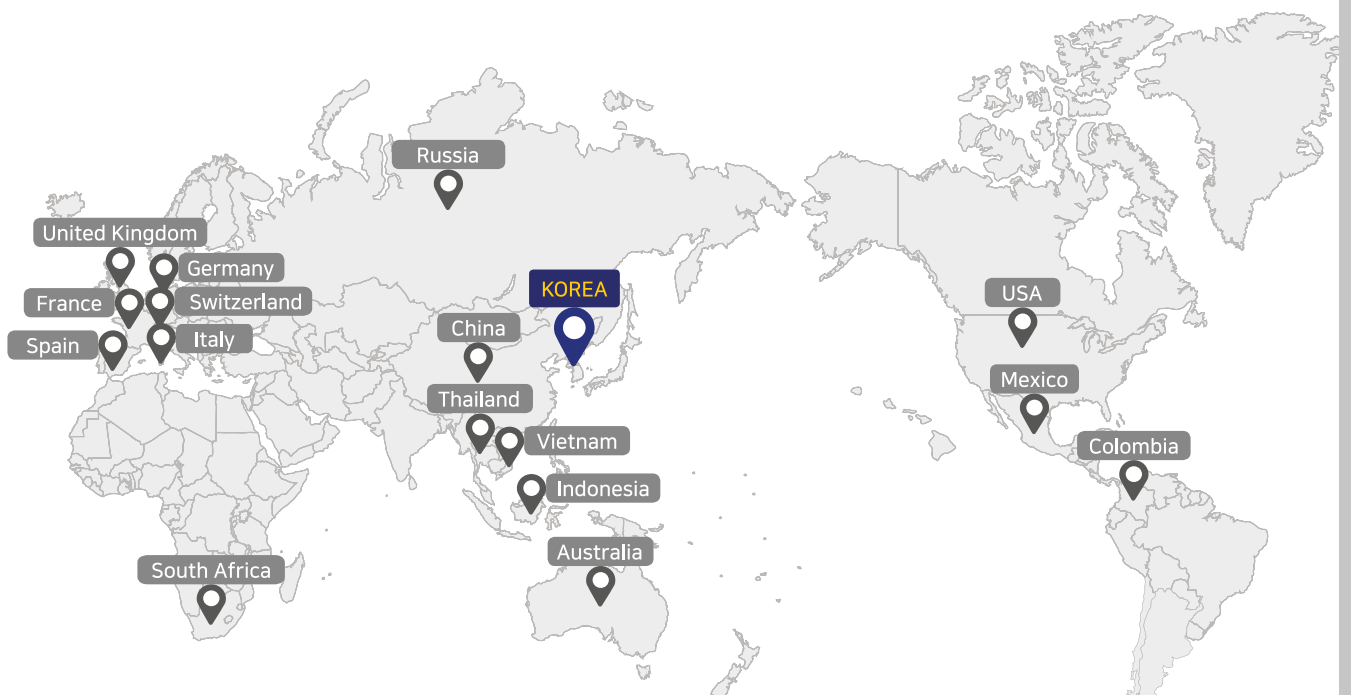 Russia
United Kingdom
Germany
KOREA
France
Switzerland
USA
China
Spain
Italy
Mexico
Thailand
Vietnam
Colombia
Indonesia
Australia
South Africa